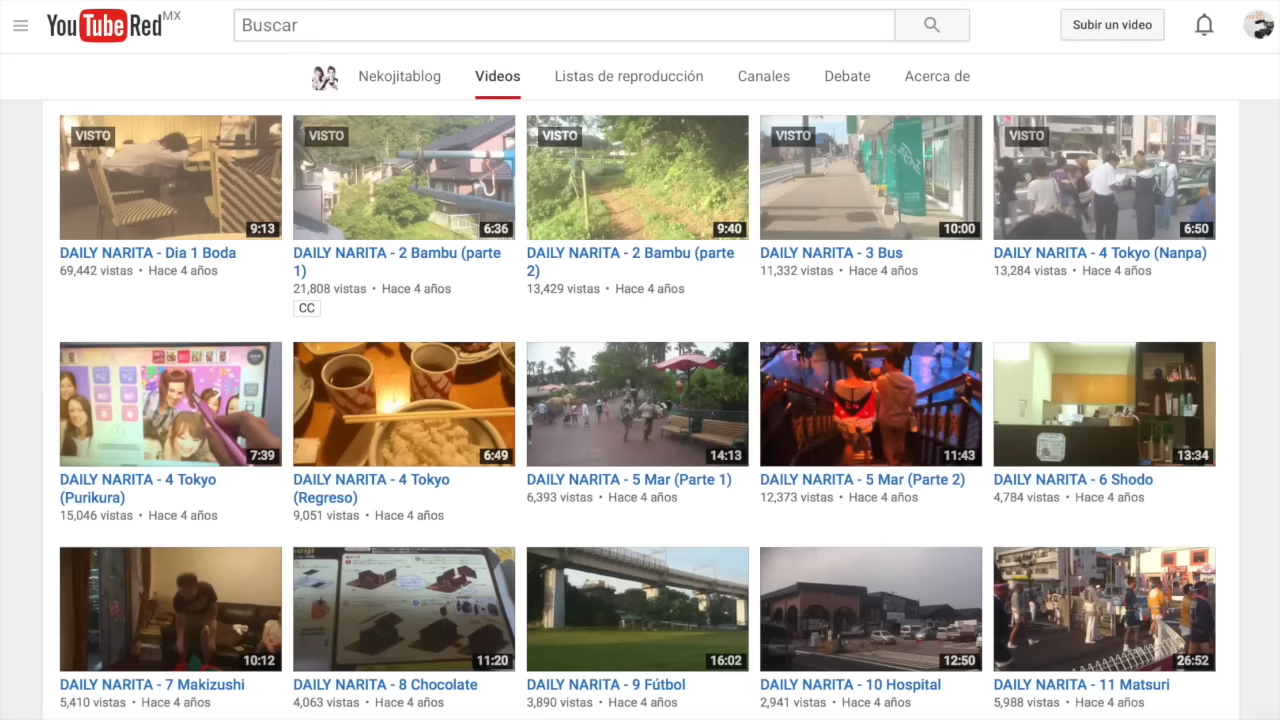 YouTube Red MX
Buscar
Subir un video
Nekojitablog
Videos
Listas de reproducción
Canales
Debate
Acerca de
VISTO
9:13
VISTO
6:36
VISTO
9:40
VISTO
10:00
VISTO
6:50
DAILY NARITA - Dia 1 Boda
69,442 vistas • Hace 4 años
DAILY NARITA - 2 Bambu (parte
1)
21,808 vistas • Hace 4 años
CC
DAILY NARITA - 2 Bambu (parte
2)
13,429 vistas • Hace 4 años
DAILY NARITA - 3 Bus
11,332 vistas • Hace 4 años
DAILY NARITA - 4 Tokyo (Nanpa)
13,284 vistas • Hace 4 años
7:39
6:49
14:13
11:43
13:34
DAILY NARITA - 4 Tokyo
(Purikura)
15,046 vistas • Hace 4 años
DAILY NARITA - 4 Tokyo
(Regreso)
9,051 vistas • Hace 4 años
DAILY NARITA - 5 Mar (Parte 1)
6,393 vistas • Hace 4 años
DAILY NARITA - 5 Mar (Parte 2)
12,373 vistas • Hace 4 años
DAILY NARITA - 6 Shodo
4,784 vistas • Hace 4 años
10:12
11:20
16:02
12:50
26:52
DAILY NARITA - 7 Makizushi
5,410 vistas • Hace 4 años
DAILY NARITA - 8 Chocolate
4,063 vistas • Hace 4 años
DAILY NARITA - 9 Fútbol
3,890 vistas • Hace 4 años
DAILY NARITA - 10 Hospital
2,941 vistas • Hace 4 años
DAILY NARITA - 11 Matsuri
5,988 vistas • Hace 4 años